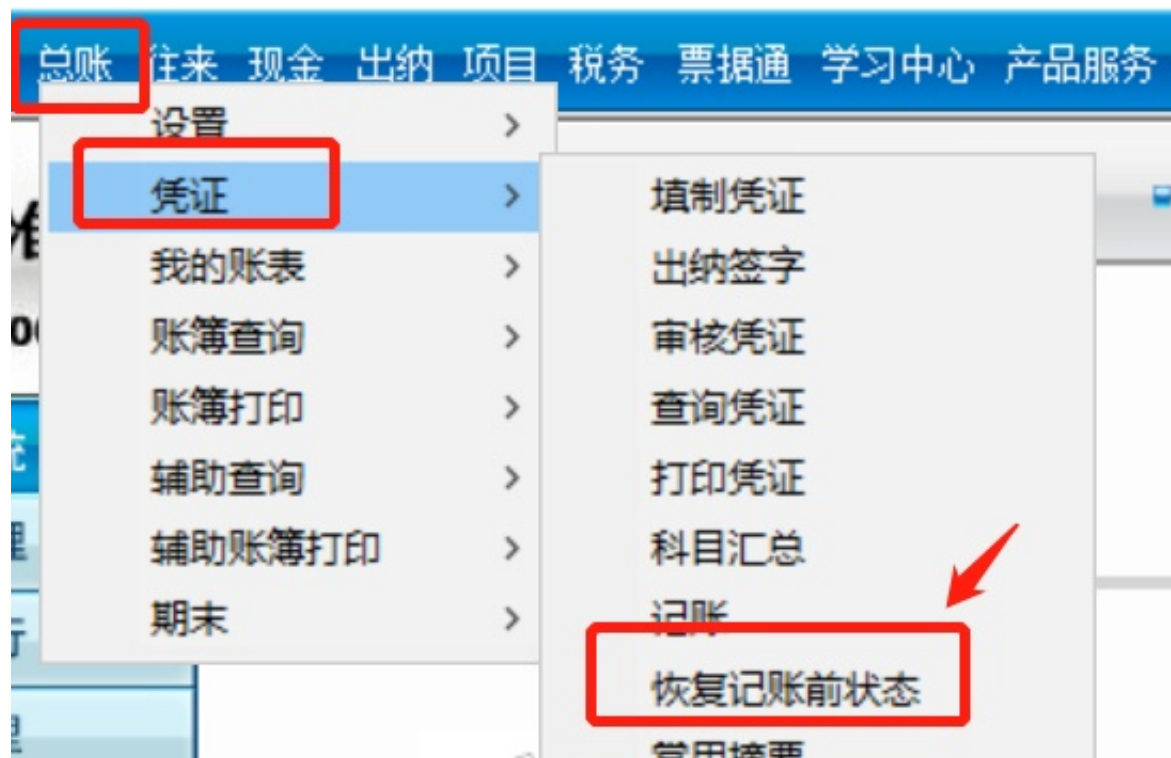 总账 往来 现金 出纳 项目 税务 票据通 学习中心 产品服务
设置
凭证
我的账表
账簿查询
账簿打印
辅助查询
辅助账簿打印
期末
填制凭证
出纳签字
审核凭证
查询凭证
打印凭证
科目汇总
记账
恢复记账前状态
常用摘要